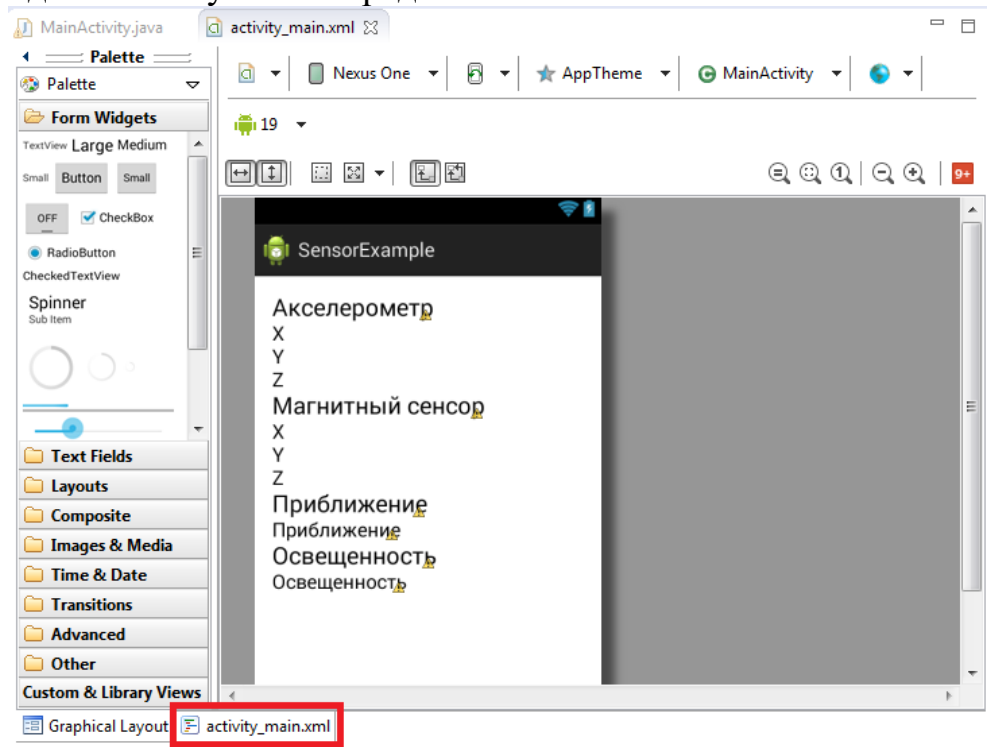 MainActivity.java activity_main.xml
Palette
Palette
Nexus One AppTheme MainActivity
Form Widgets
19
TextView Large Medium
Small Button Small
9+
OFF CheckBox
RadioButton
CheckedTextView
Spinner
Sub Item
SensorExample
Акселерометр
X
Y
Z
Магнитный сенсор
X
Y
Z
Приближение
Приближение
Освещенность
Освещенность
Text Fields
Layouts
Composite
Images & Media
Time & Date
Transitions
Advanced
Other
Custom & Library Views
Graphical Layout activity_main.xml